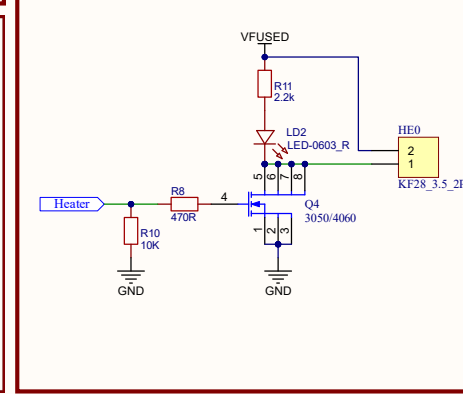 VFUSED
R11
2.2k
LD2
LED-0603_R
HE0
2
1
KF28_3.5_2P
5
6
7
8
Heater
R8
470R
4
Q4
3050/4060
R10
10K
1
2
3
GND
GND